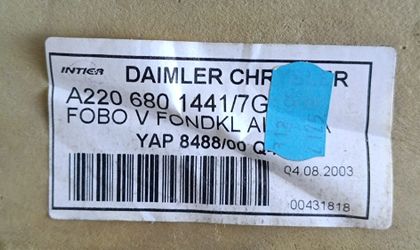 INTIER DAIMLER CHR
A220 680 1441/7G
FOBO V FONDKL
YAP 8488/00
04.08.2003
00431818